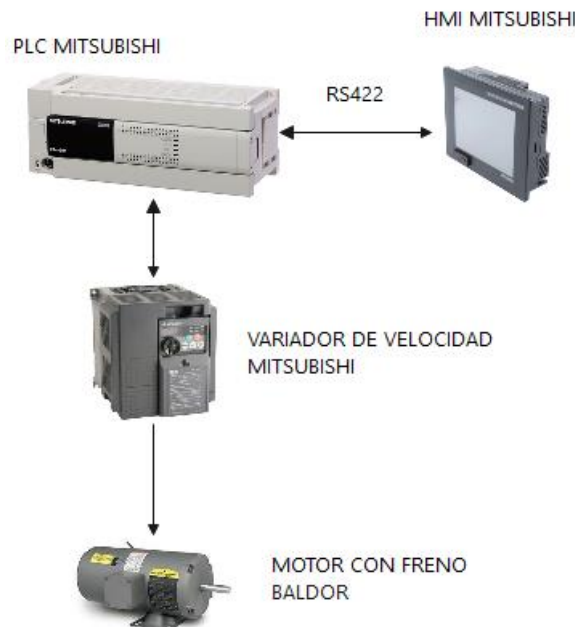 HMI MITSUBISHI
PLC MITSUBISHI
RS422
VARIADOR DE VELOCIDAD
MITSUBISHI
MOTOR CON FRENO
BALDOR